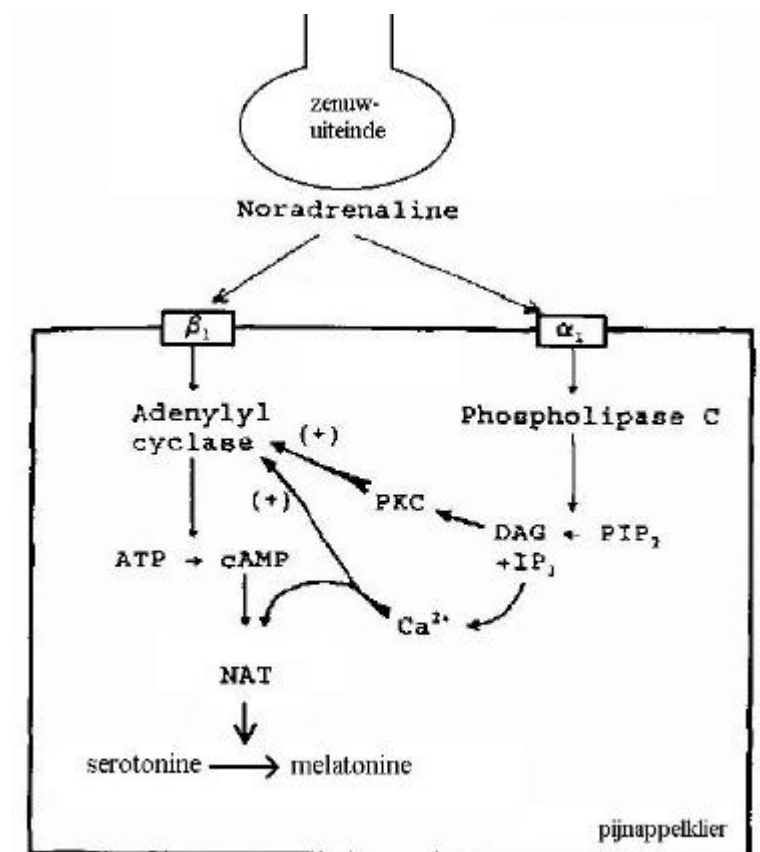 zenuw-
uiteinde
Noradrenaline
β₁ α₁
Adenylyl Phospholipase C
cyclase (+)
(+) PKC
DAG ← PIP₂
ATP → cAMP +IP₃
Ca²⁺
NAT
serotonine → melatonine
pijnappelklier